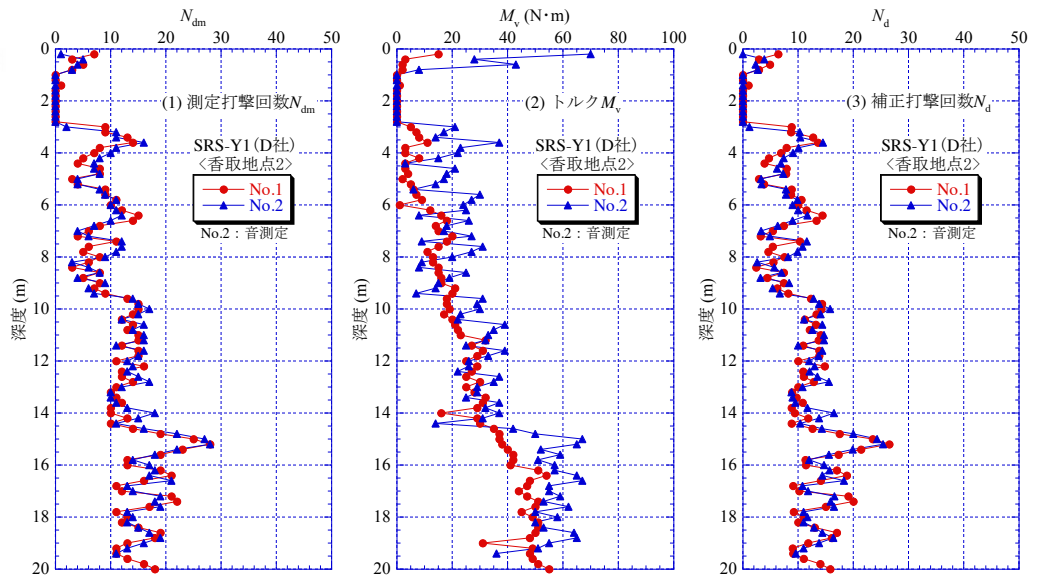 N_dm
0 10 20 30 40 50
0
2
4
6
8
10
12
14
16
18
20
深度 (m)
(1) 測定打撃回数N_dm
SRS-Y1(D社)
<香取地点2>
No.1
No.2
No.2：音測定
M_v (N･m)
0 20 40 60 80 100
0
2
4
6
8
10
12
14
16
18
20
深度 (m)
(2) トルクM_v
SRS-Y1(D社)
<香取地点2>
No.1
No.2
No.2：音測定
N_d
0 10 20 30 40 50
0
2
4
6
8
10
12
14
16
18
20
深度 (m)
(3) 補正打撃回数N_d
SRS-Y1(D社)
<香取地点2>
No.1
No.2
No.2：音測定